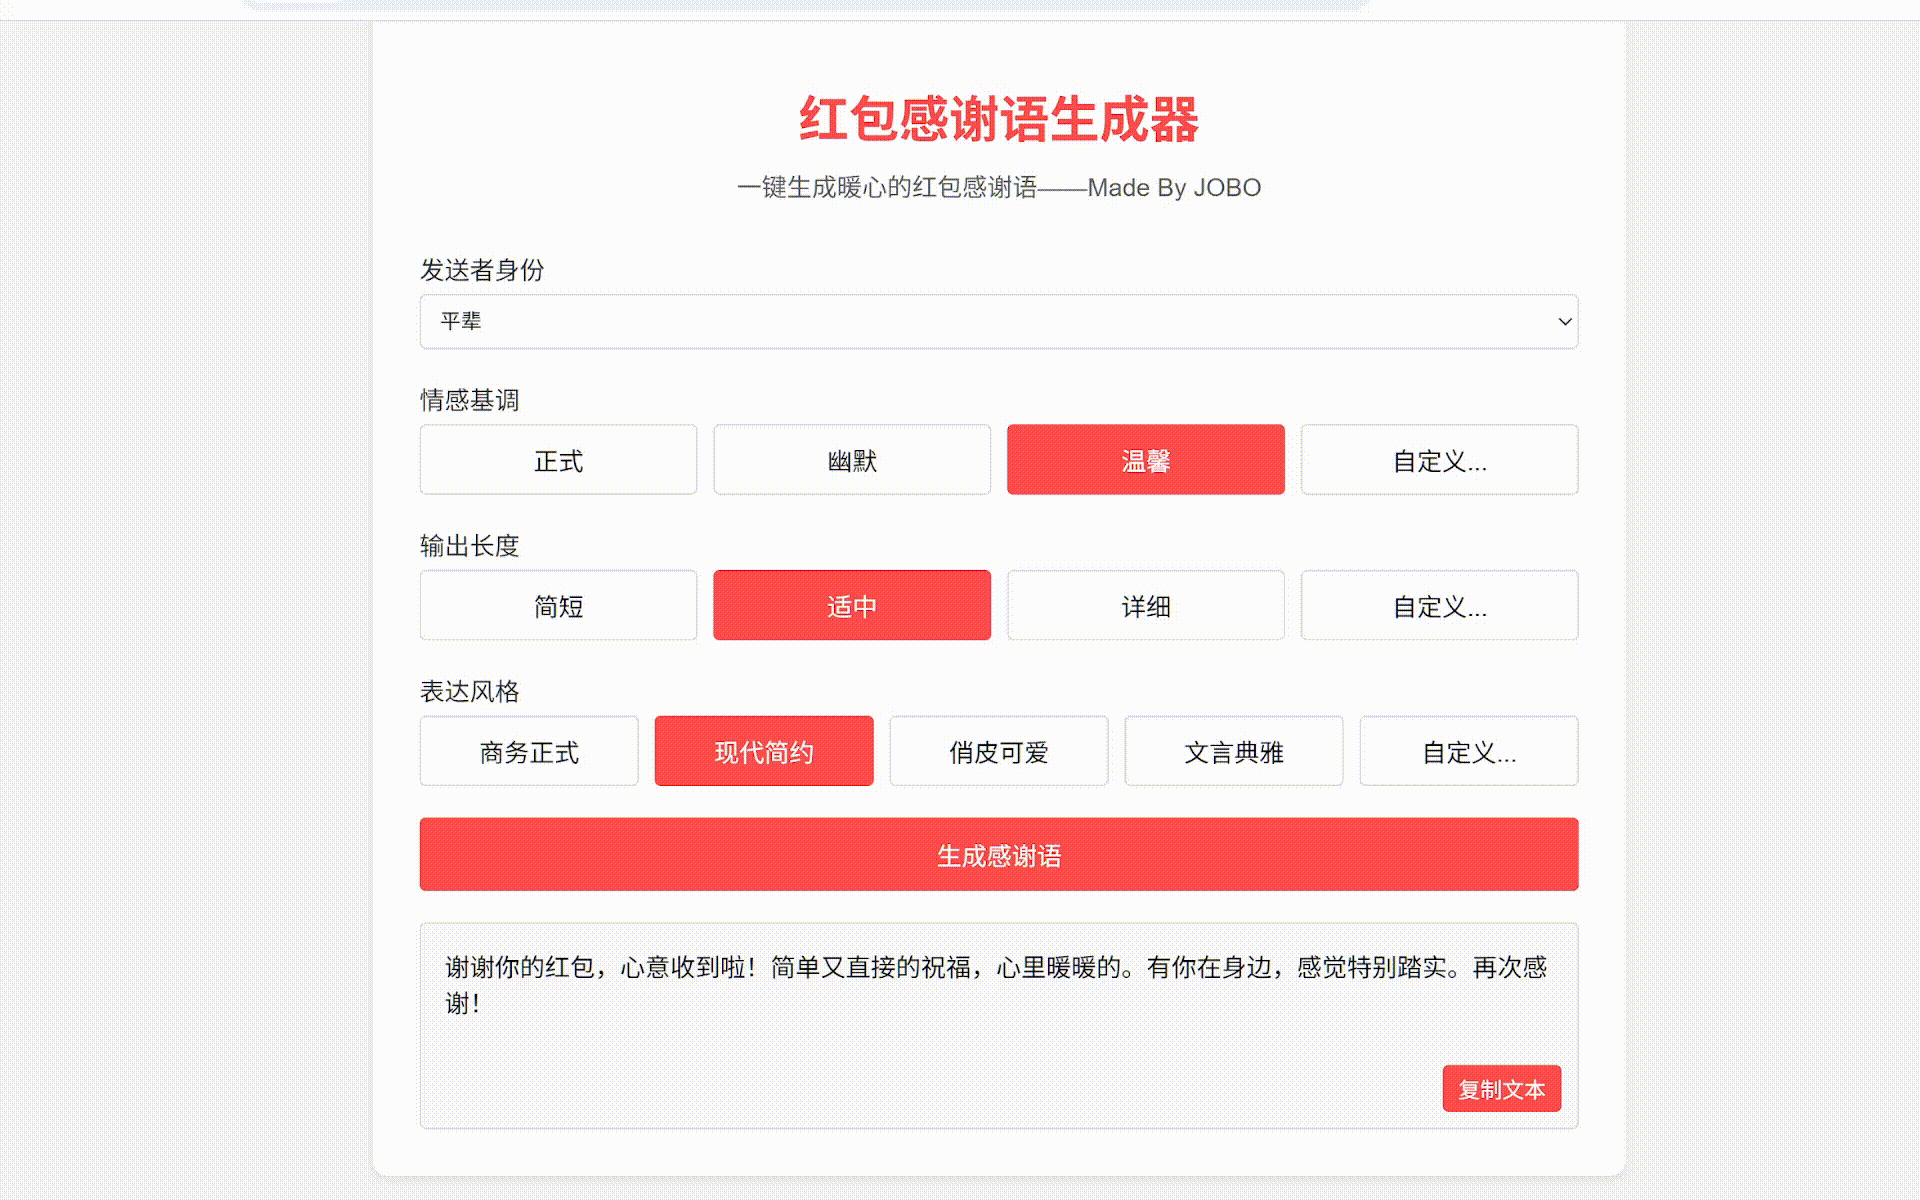 红包感谢语生成器
一键生成暖心的红包感谢语——Made By JOBO
发送者身份
平辈
情感基调
正式 幽默 温馨 自定义...
输出长度
简短 适中 详细 自定义...
表达风格
商务正式 现代简约 俏皮可爱 文言典雅 自定义...
生成感谢语
谢谢你的红包，心意收到啦！简单又直接的祝福，心里暖暖的。有你在身边，感觉特别踏实。再次感
谢！
复制文本